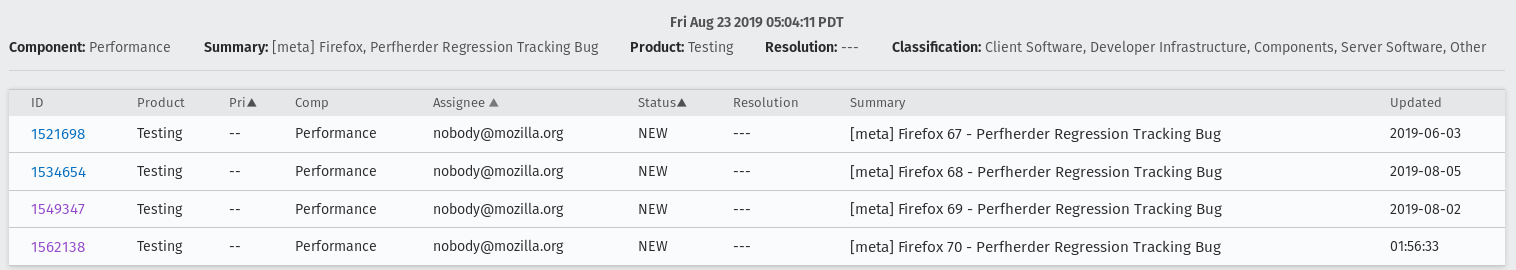 Fri Aug 23 2019 05:04:11 PDT
Component: Performance Summary: [meta] Firefox, Perfherder Regression Tracking Bug Product: Testing Resolution: --- Classification: Client Software, Developer Infrastructure, Components, Server Software, Other
ID Product Pri▲ Comp Assignee ▲ Status▲ Resolution Summary Updated
1521698 Testing -- Performance nobody@mozilla.org NEW --- [meta] Firefox 67 - Perfherder Regression Tracking Bug 2019-06-03
1534654 Testing -- Performance nobody@mozilla.org NEW --- [meta] Firefox 68 - Perfherder Regression Tracking Bug 2019-08-05
1549347 Testing -- Performance nobody@mozilla.org NEW --- [meta] Firefox 69 - Perfherder Regression Tracking Bug 2019-08-02
1562138 Testing -- Performance nobody@mozilla.org NEW --- [meta] Firefox 70 - Perfherder Regression Tracking Bug 01:56:33